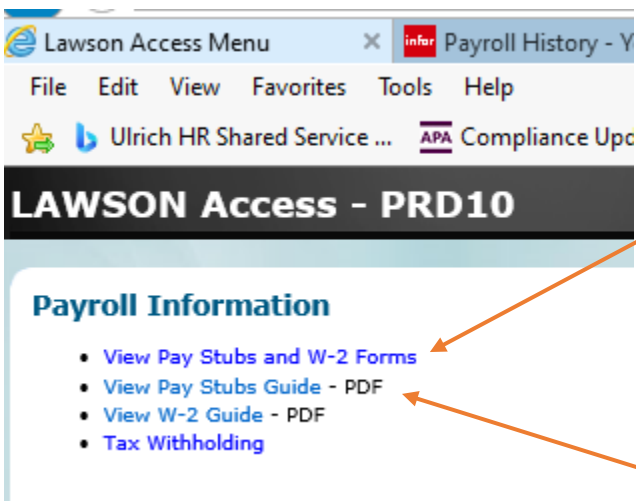 Lawson Access Menu × infor Payroll History - Y
File Edit View Favorites Tools Help
Ulrich HR Shared Service ... APA Compliance Upd
LAWSON Access - PRD10
Payroll Information
• View Pay Stubs and W-2 Forms
• View Pay Stubs Guide - PDF
• View W-2 Guide - PDF
• Tax Withholding